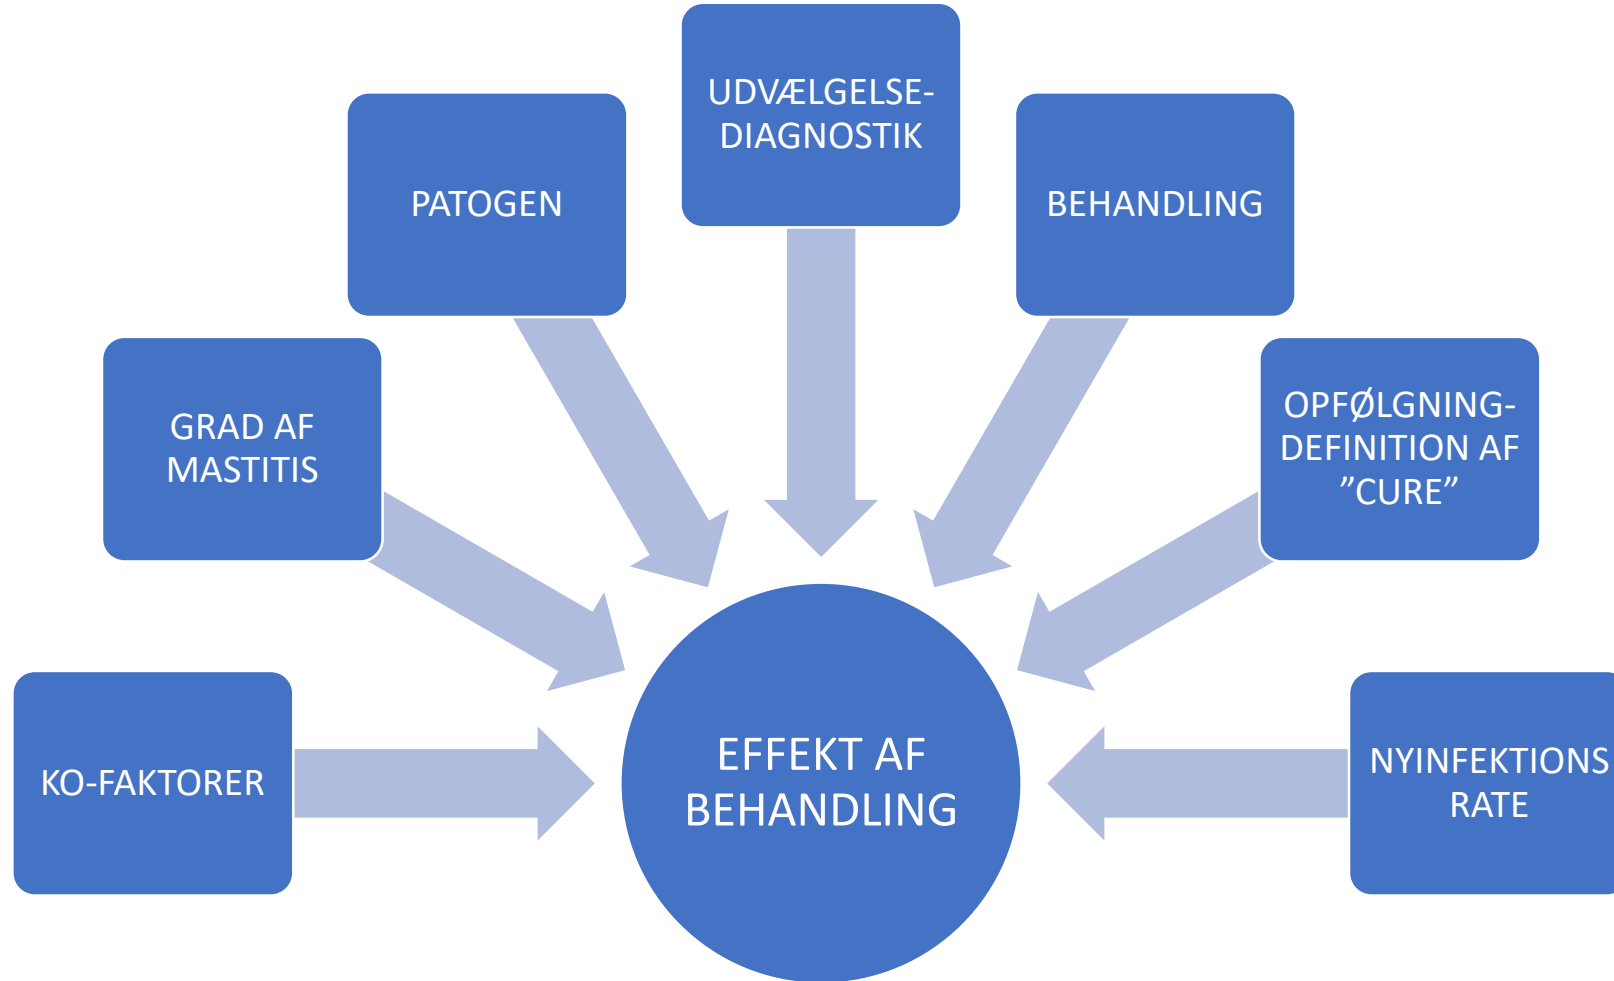 UDVÆLGELSE-
DIAGNOSTIK
PATOGEN
BEHANDLING
GRAD AF
MASTITIS
OPFØLGNING-
DEFINITION AF
”CURE”
KO-FAKTORER
EFFEKT AF
BEHANDLING
NYINFEKTIONS
RATE